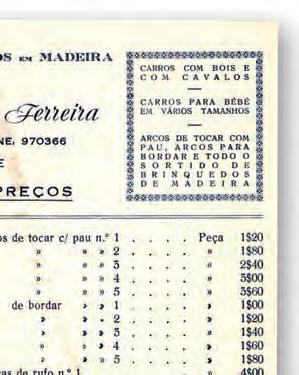 OS EM MADEIRA
Ferreira
NE, 970366
E
PREÇOS
CARROS COM BOIS E
COM CAVALOS
CARROS PARA BÉBÉ
EM VÁRIOS TAMANHOS
ARCOS DE TOCAR COM
PAU, ARCOS PARA
BORDAR E TODO O
SORTIDO DE
BRINQUEDOS
DE MADEIRA
os de tocar c/ pau n.º 1 . . . . Peça 1$20
» » » 2 . . . . » 1$80
» » » 3 . . . . » 2$40
» » » 4 . . . . » 3$00
» » » 5 . . . . » 3$60
de bordar » » 1 . . . . » 1$00
» » » 2 . . . . » 1$20
» » » 3 . . . . » 1$40
» » » 4 . . . . » 1$60
» » » 5 . . . . » 1$80
as de rufo n.º 1 . . . . » 4$00